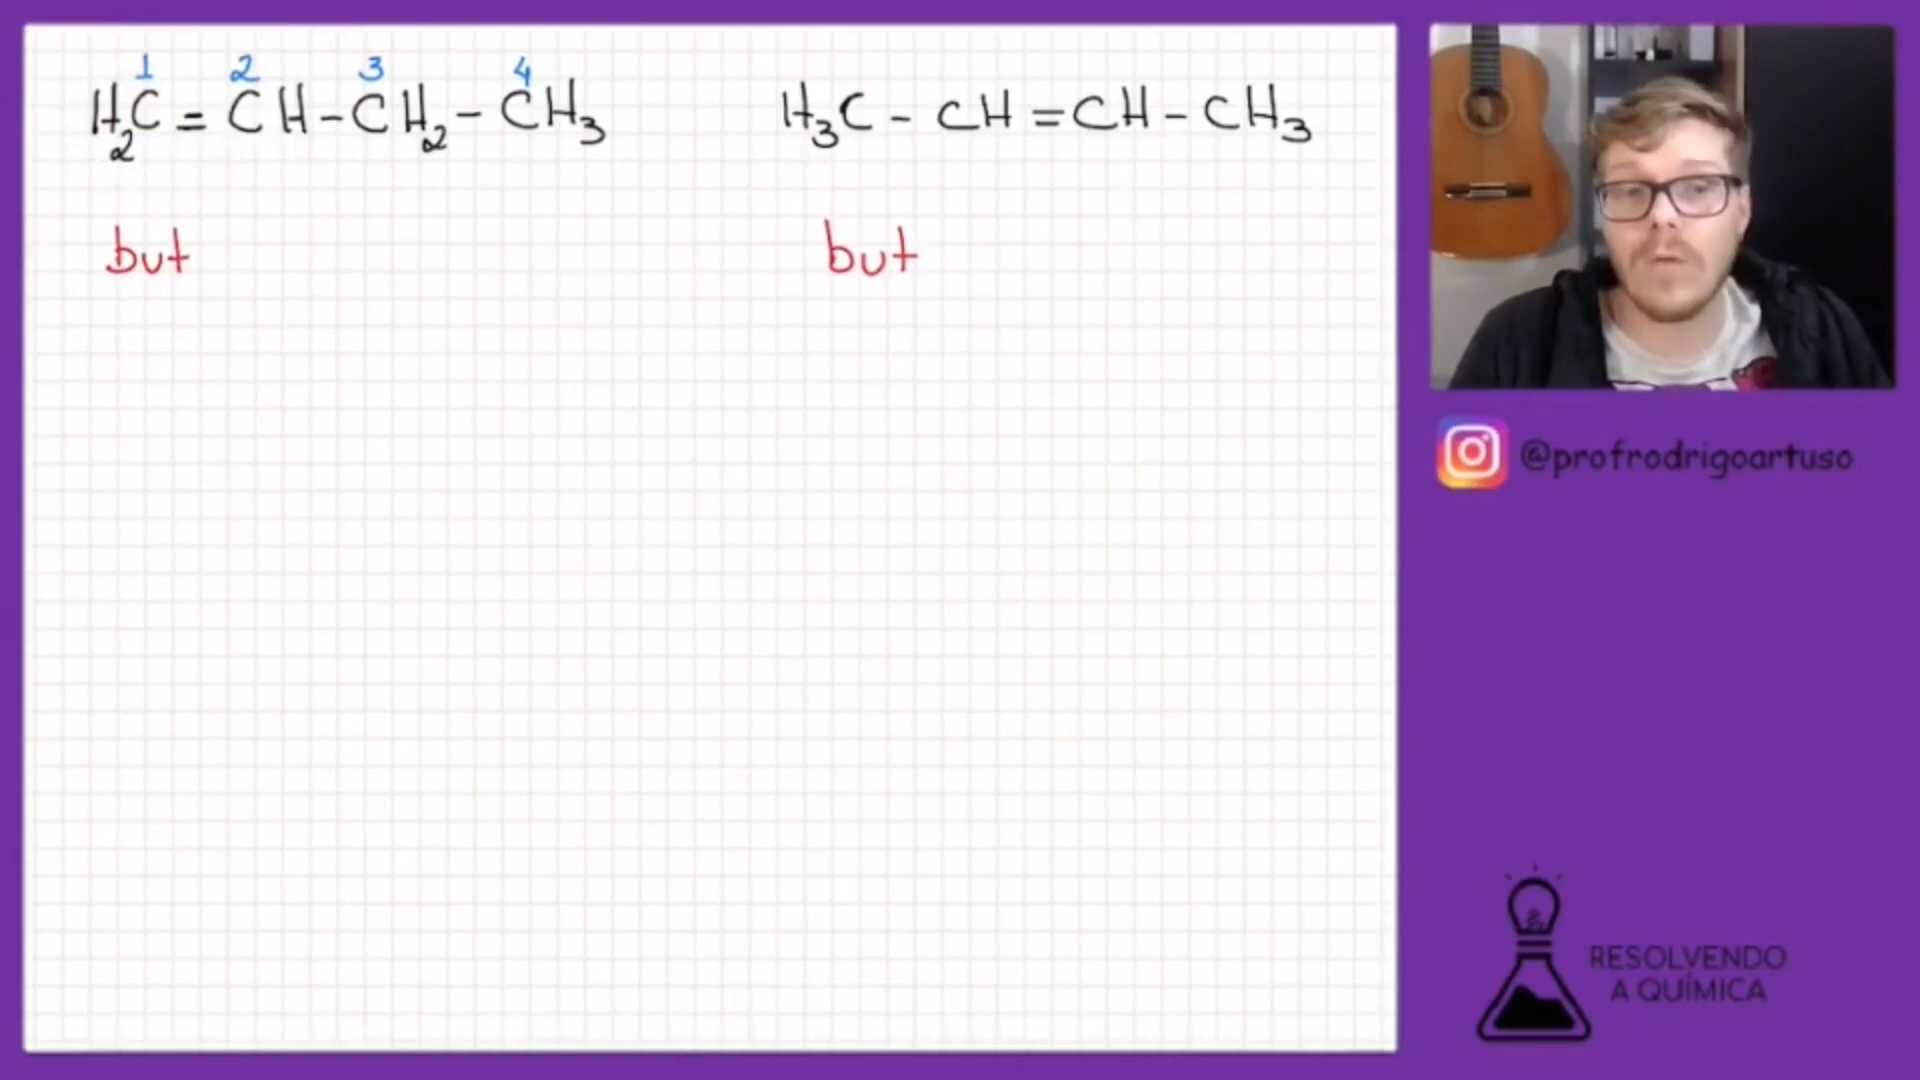 1 2 3 4
H₂C = CH - CH₂ - CH₃
H₃C - CH = CH - CH₃
but
but
@profrodrigoartuso
RESOLVENDO
A QUÍMICA